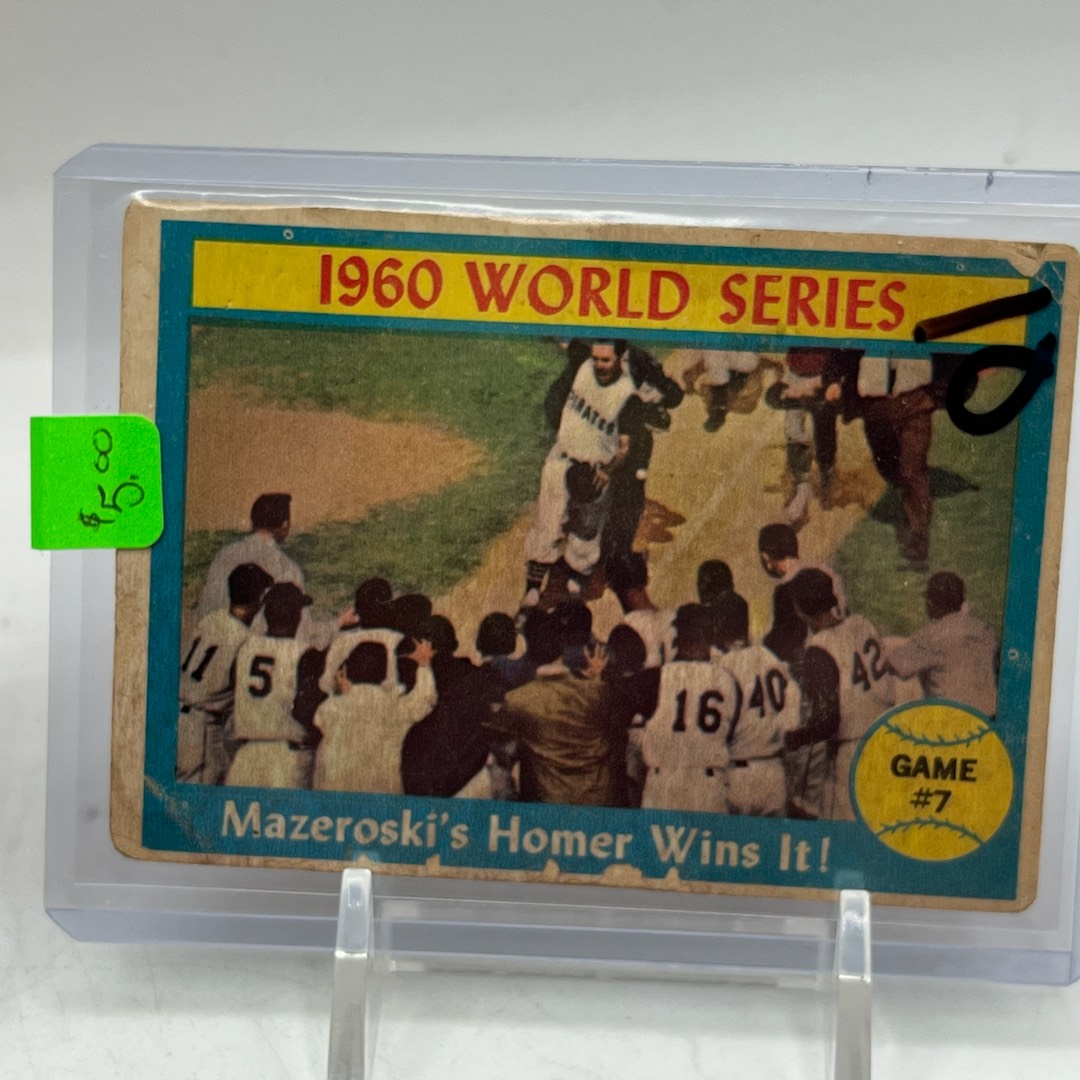 1960 WORLD SERIES
$5.00
PIRATES
11
5
16
40
42
GAME
#7
Mazeroski's Homer Wins It!